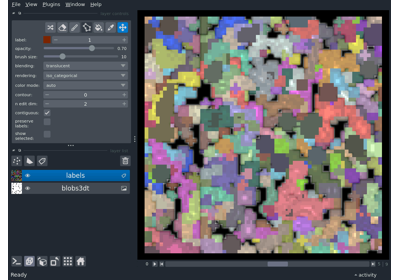 File View Plugins Window Help
label: 1
opacity: 0.70
brush size: 10
blending: translucent
rendering: iso_categorical
color mode: auto
contour: 0
n edit dim: 2
contiguous:
preserve
labels:
show
selected:
labels
blobs3dt
Ready
activity